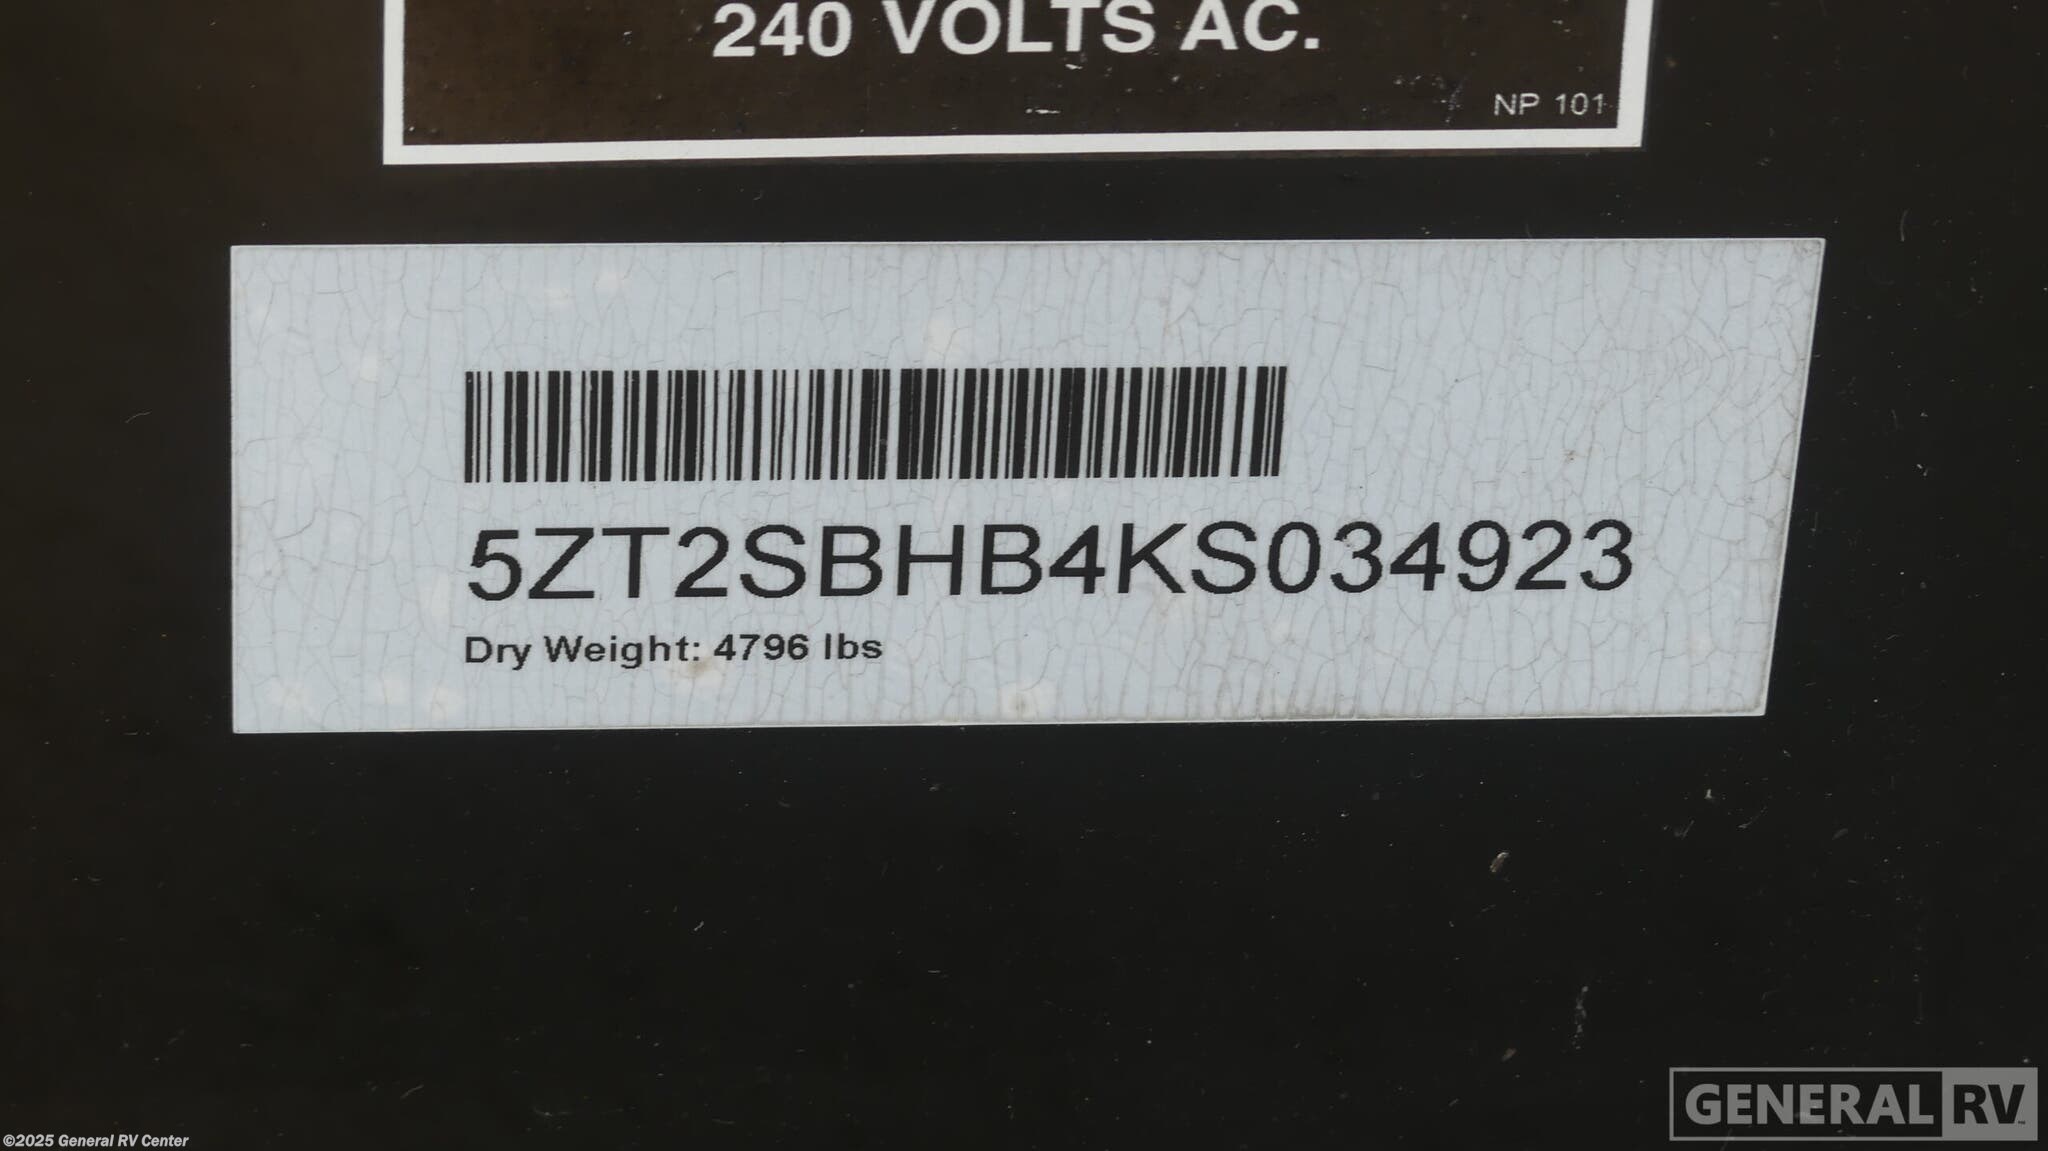 240 VOLTS AC.
NP 101
5ZT2SBHB4KS034923
Dry Weight: 4796 lbs
GENERAL RV
©2025 General RV Center